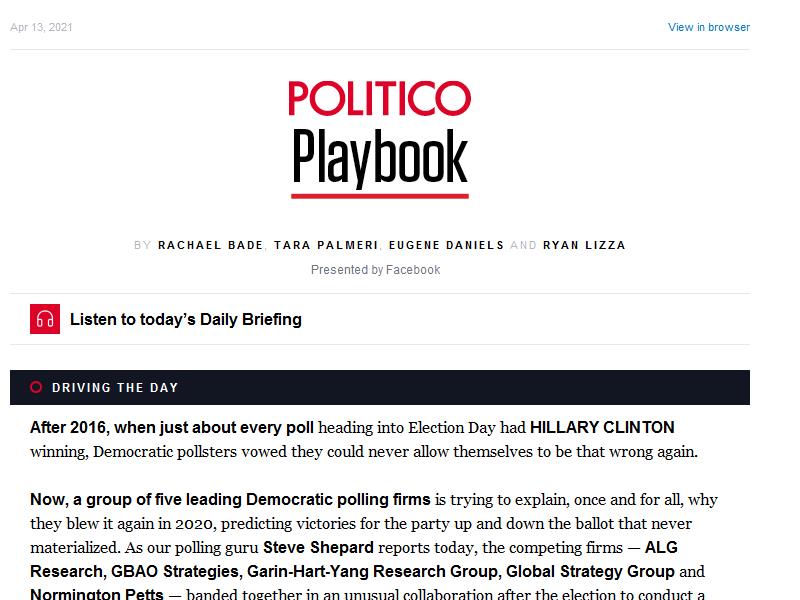 Apr 13, 2021
View in browser
POLITICO
Playbook
BY RACHAEL BADE, TARA PALMERI, EUGENE DANIELS AND RYAN LIZZA
Presented by Facebook
Listen to today’s Daily Briefing
DRIVING THE DAY
After 2016, when just about every poll heading into Election Day had HILLARY CLINTON
winning, Democratic pollsters vowed they could never allow themselves to be that wrong again.
Now, a group of five leading Democratic polling firms is trying to explain, once and for all, why
they blew it again in 2020, predicting victories for the party up and down the ballot that never
materialized. As our polling guru Steve Shepard reports today, the competing firms — ALG
Research, GBAO Strategies, Garin-Hart-Yang Research Group, Global Strategy Group and
Normington Petts — banded together in an unusual collaboration after the election to conduct a